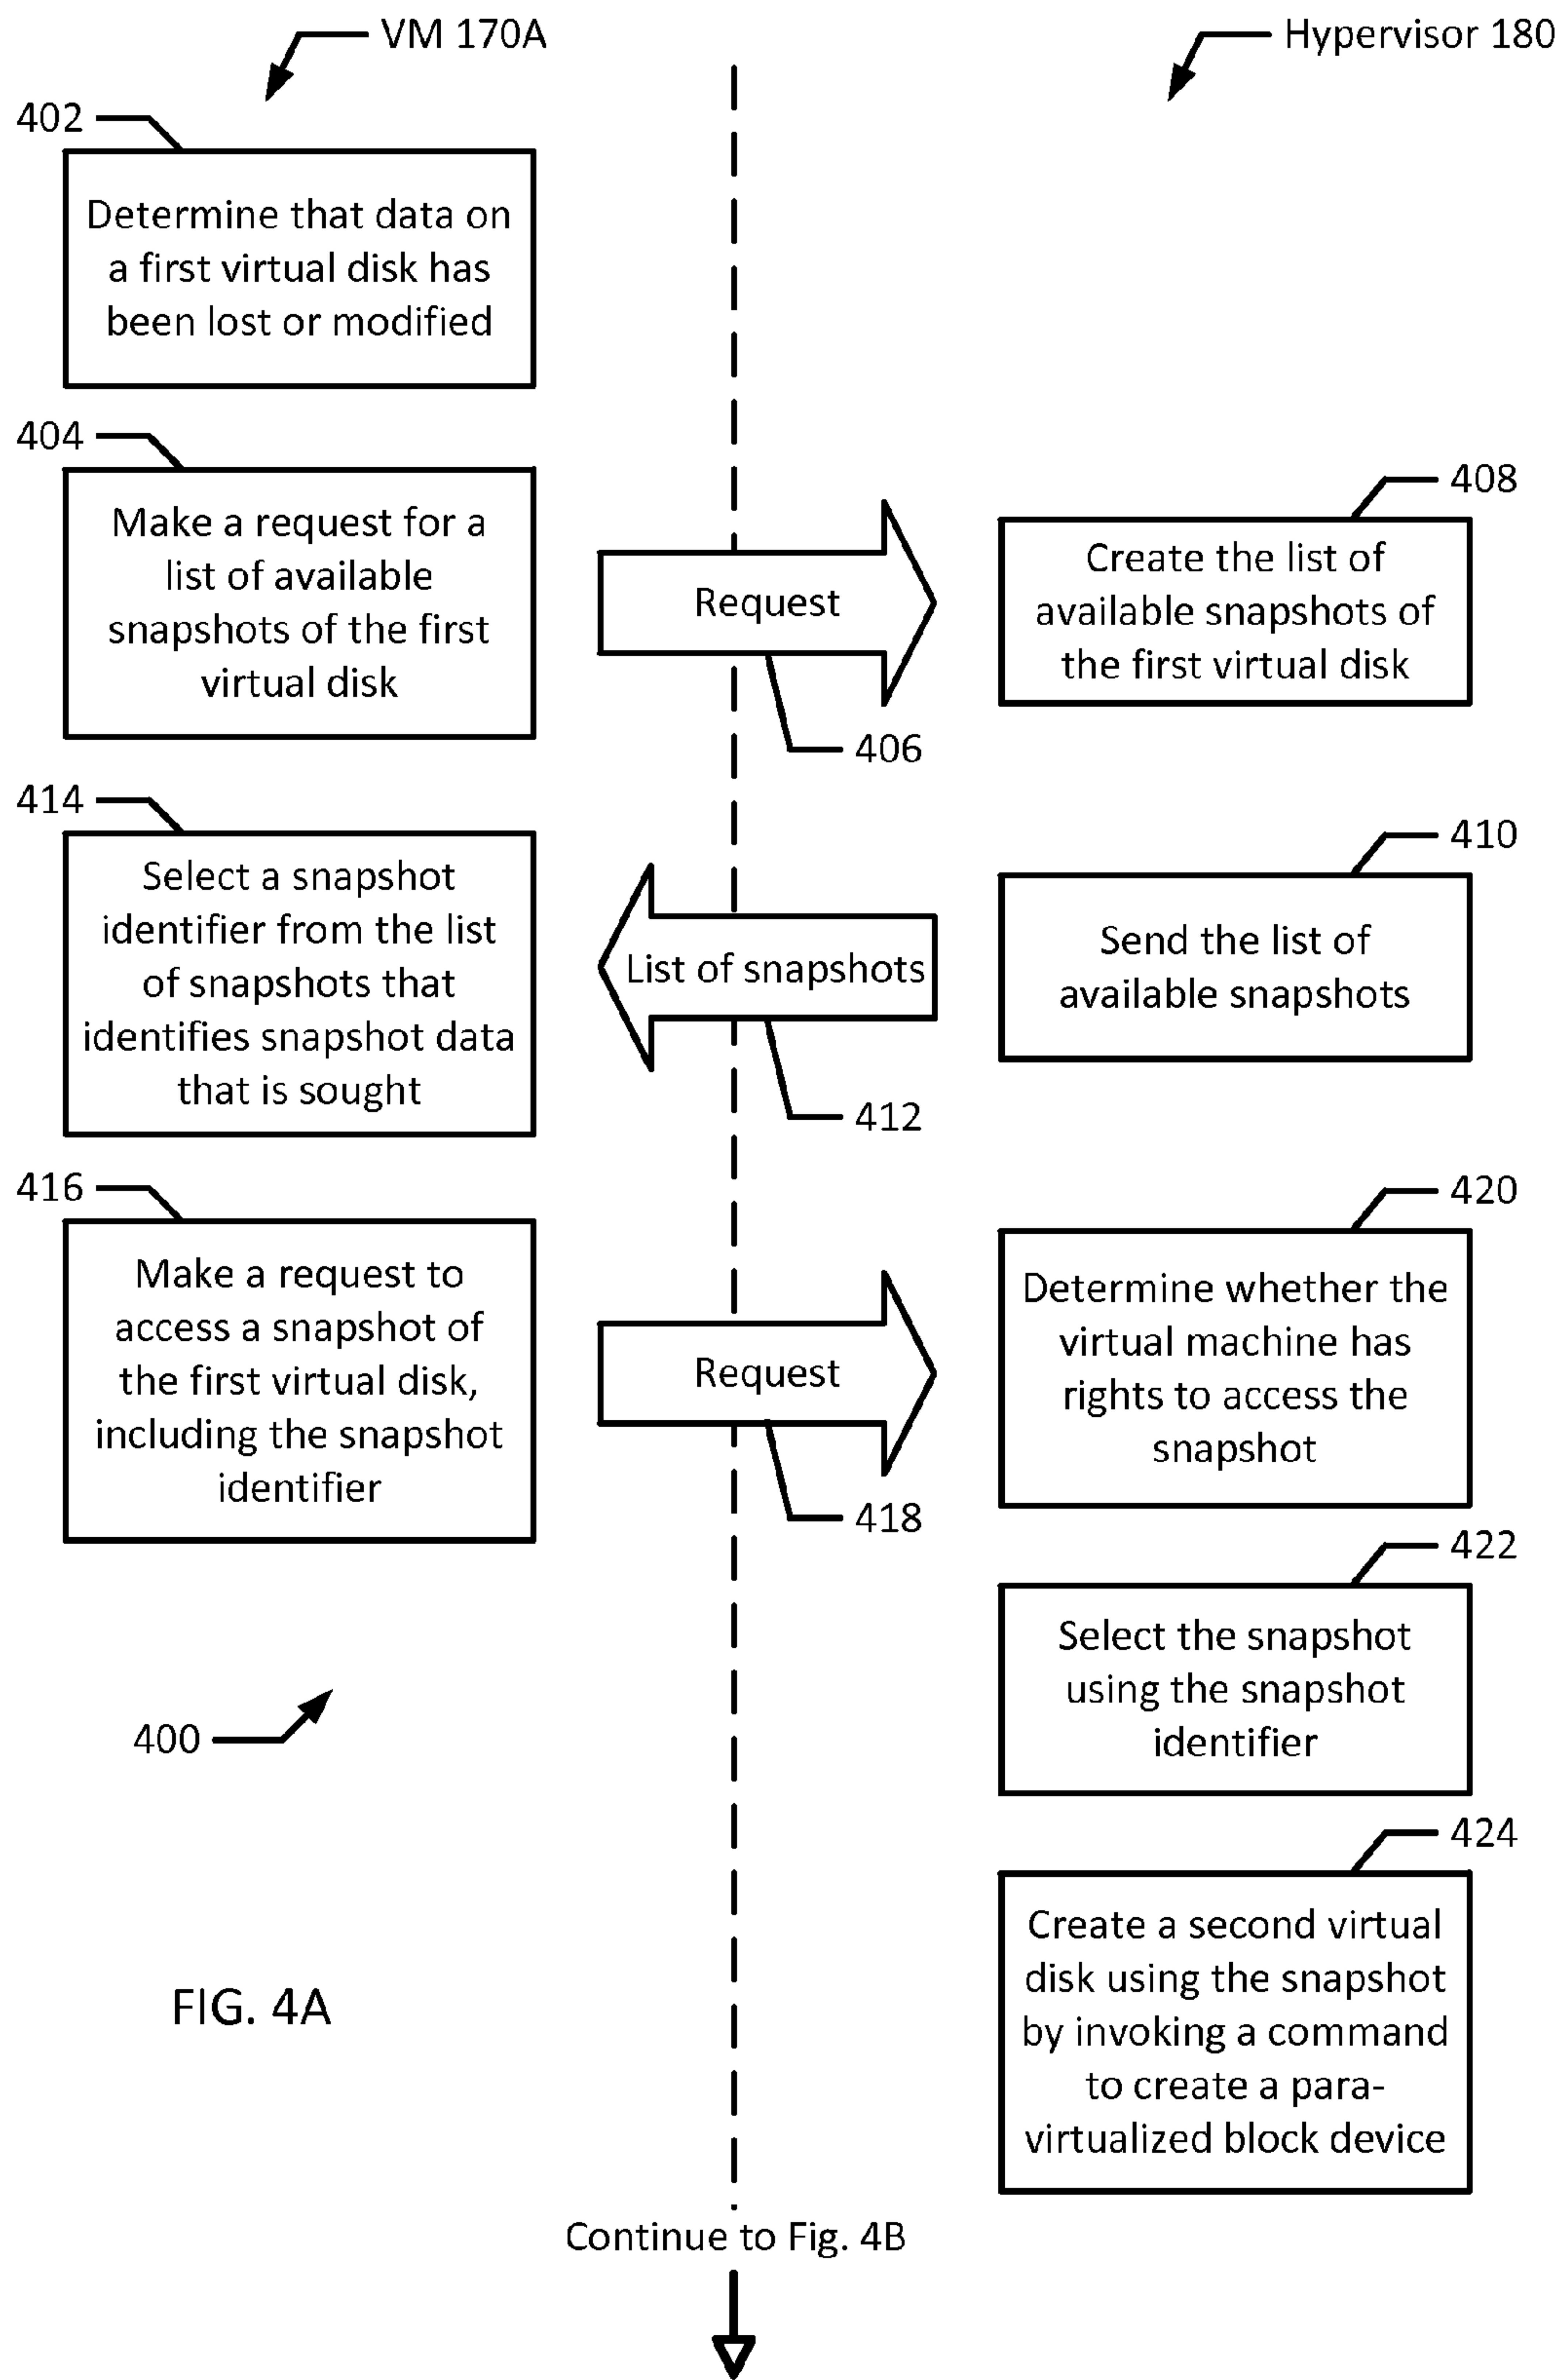 VM 170A
Hypervisor 180
402
Determine that data on
a first virtual disk has
been lost or modified
404
Make a request for a
list of available
snapshots of the first
virtual disk
Request
406
408
Create the list of
available snapshots of
the first virtual disk
410
Send the list of
available snapshots
List of snapshots
412
414
Select a snapshot
identifier from the list
of snapshots that
identifies snapshot data
that is sought
416
Make a request to
access a snapshot of
the first virtual disk,
including the snapshot
identifier
Request
418
420
Determine whether the
virtual machine has
rights to access the
snapshot
422
Select the snapshot
using the snapshot
identifier
424
Create a second virtual
disk using the snapshot
by invoking a command
to create a para-
virtualized block device
400
FIG. 4A
Continue to Fig. 4B